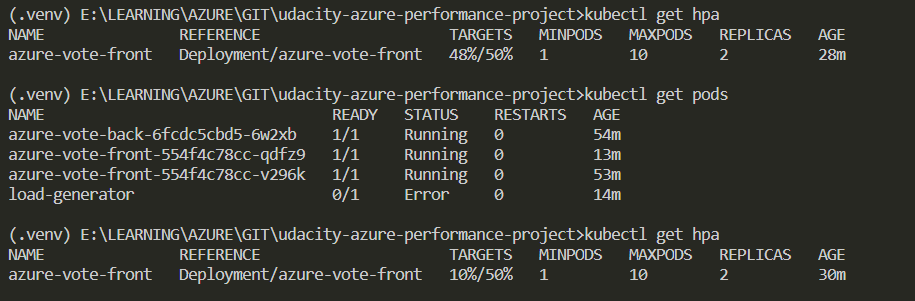 (.venv) E:\LEARNING\AZURE\GIT\udacity-azure-performance-project>kubectl get hpa
NAME REFERENCE TARGETS MINPODS MAXPODS REPLICAS AGE
azure-vote-front Deployment/azure-vote-front 48%/50% 1 10 2 28m
(.venv) E:\LEARNING\AZURE\GIT\udacity-azure-performance-project>kubectl get pods
NAME READY STATUS RESTARTS AGE
azure-vote-back-6fcdc5cbd5-6w2xb 1/1 Running 0 54m
azure-vote-front-554f4c78cc-qdfz9 1/1 Running 0 13m
azure-vote-front-554f4c78cc-v296k 1/1 Running 0 53m
load-generator 0/1 Error 0 14m
(.venv) E:\LEARNING\AZURE\GIT\udacity-azure-performance-project>kubectl get hpa
NAME REFERENCE TARGETS MINPODS MAXPODS REPLICAS AGE
azure-vote-front Deployment/azure-vote-front 10%/50% 1 10 2 30m